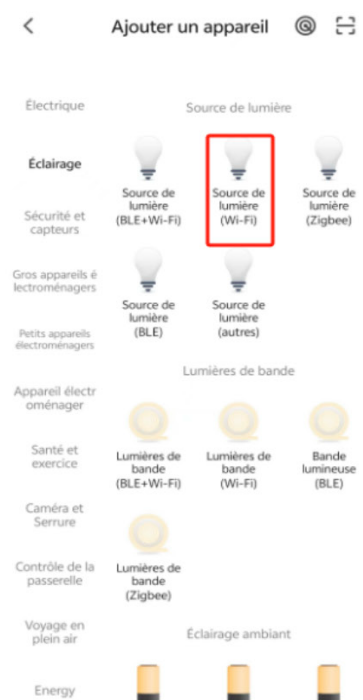 Ajouter un appareil
Électrique
Éclairage
Sécurité et
capteurs
Gros appareils é
lectroménagers
Petits appareils
électroménagers
Appareil électr
oménager
Santé et
exercice
Caméra et
Serrure
Contrôle de la
passerelle
Voyage en
plein air
Energy
Source de lumière
Source de
lumière
(BLE+Wi-Fi)
Source de
lumière
(Wi-Fi)
Source de
lumière
(Zigbee)
Source de
lumière
(BLE)
Source de
lumière
(autres)
Lumières de bande
Lumières de
bande
(BLE+Wi-Fi)
Lumières de
bande
(Wi-Fi)
Bande
lumineuse
(BLE)
Lumières de
bande
(Zigbee)
Éclairage ambiant